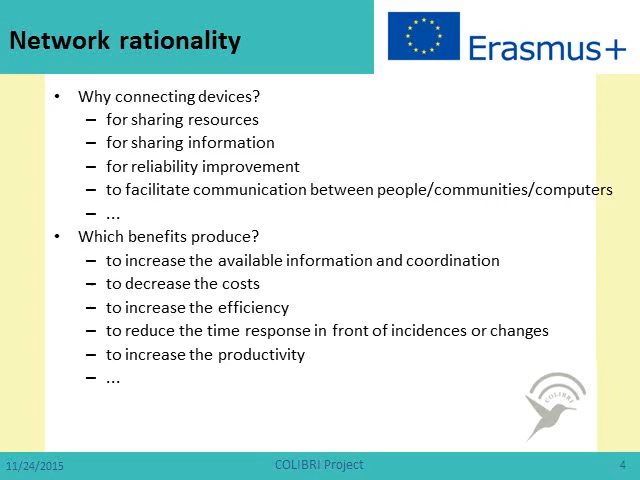 Network rationality
Erasmus+
• Why connecting devices?
– for sharing resources
– for sharing information
– for reliability improvement
– to facilitate communication between people/communities/computers
– ...
• Which benefits produce?
– to increase the available information and coordination
– to decrease the costs
– to increase the efficiency
– to reduce the time response in front of incidences or changes
– to increase the productivity
– ...
COLIBRI
11/24/2015
COLIBRI Project
4